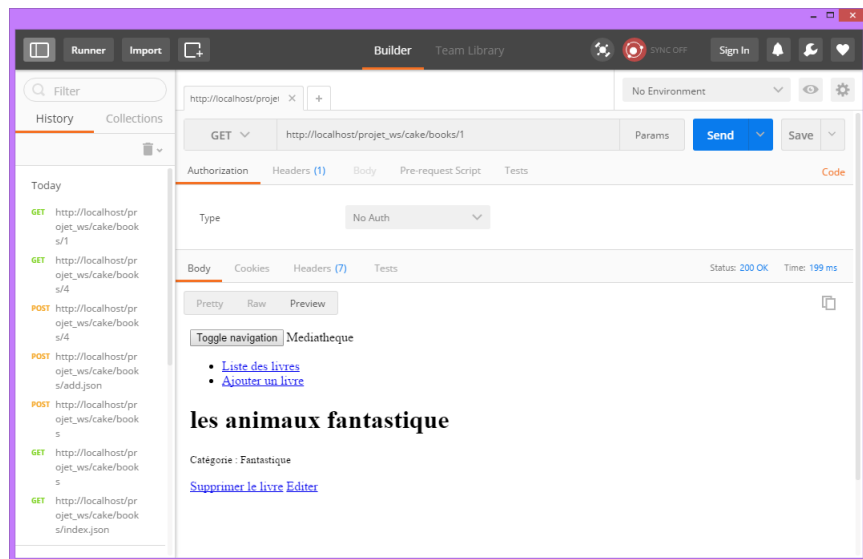 Runner Import Builder Team Library SYNC OFF Sign In
Filter
History Collections
Today
GET http://localhost/pr
ojet_ws/cake/book
s/1
GET http://localhost/pr
ojet_ws/cake/book
s/4
POST http://localhost/pr
ojet_ws/cake/book
s/4
POST http://localhost/pr
ojet_ws/cake/book
s/add.json
POST http://localhost/pr
ojet_ws/cake/book
s
GET http://localhost/pr
ojet_ws/cake/book
s
GET http://localhost/pr
ojet_ws/cake/book
s/index.json
http://localhost/projet
No Environment
GET http://localhost/projet_ws/cake/books/1 Params Send Save
Authorization Headers (1) Body Pre-request Script Tests Code
Type No Auth
Body Cookies Headers (7) Tests Status: 200 OK Time: 199 ms
Pretty Raw Preview
Toggle navigation Mediatheque
Liste des livres
Ajouter un livre
les animaux fantastique
Catégorie : Fantastique
Supprimer le livre Editer